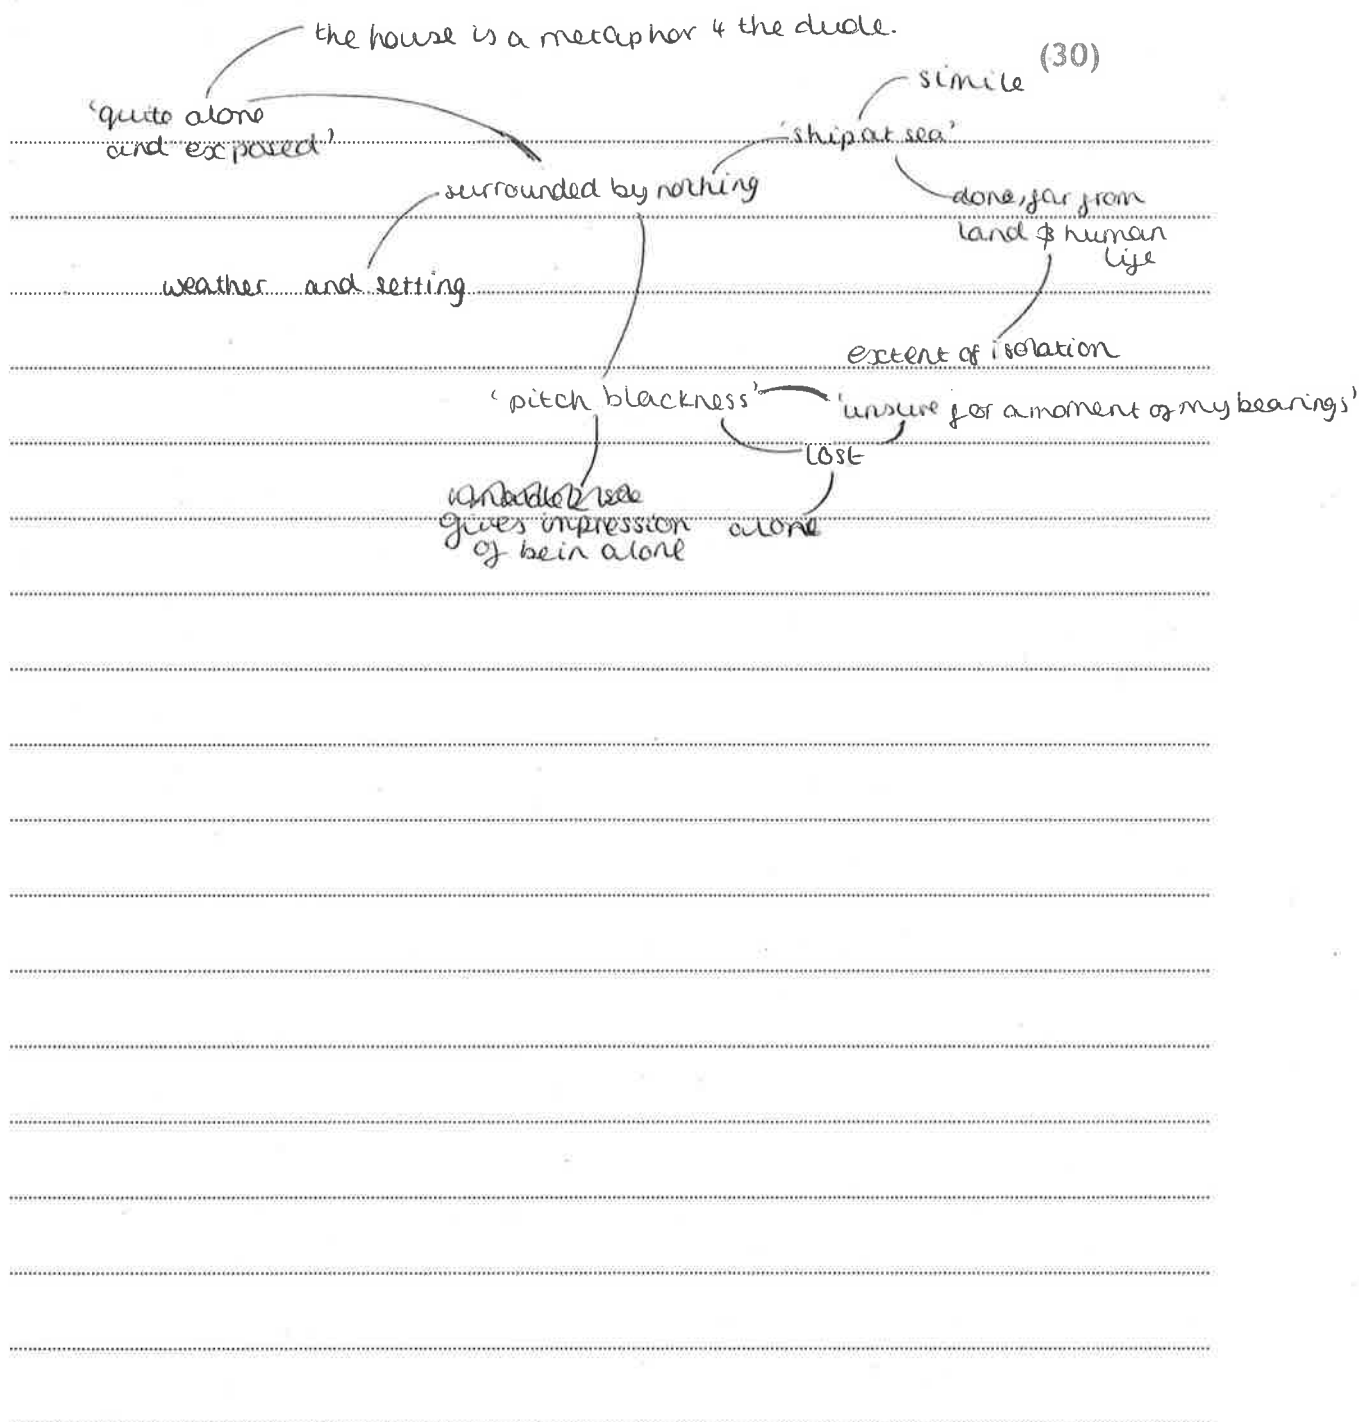 the house is a metaphor 4 the dude.
(30)
simile
'quite alone
and exposed'
'ship at sea'
surrounded by nothing
alone, far from
land & human
life
weather and setting
extent of isolation
'pitch blackness'
'unsure for a moment of my bearings'
lost
gives impression
of bein alone
alone